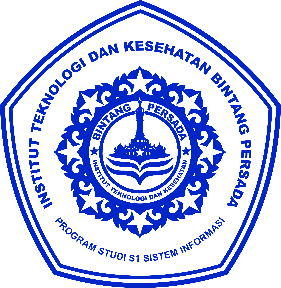 INSTITUT TEKNOLOGI DAN KESEHATAN BINTANG PERSADA
BINTANG PERSADA
INSTITUT TEKNOLOGI DAN KESEHATAN
PROGRAM STUDI S1 SISTEM INFORMASI